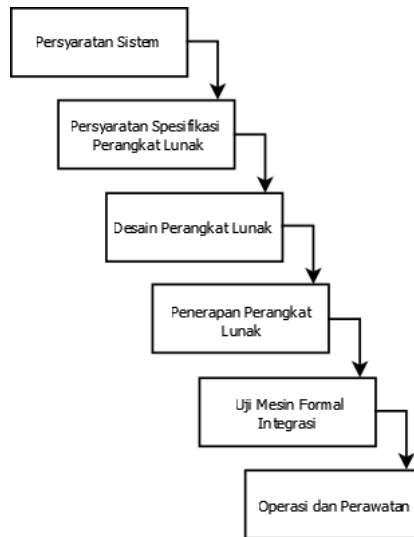 Persyaratan Sistem
Persyaratan Spesifikasi
Perangkat Lunak
Desain Perangkat Lunak
Penerapan Perangkat
Lunak
Uji Mesin Formal
Integrasi
Operasi dan Perawatan